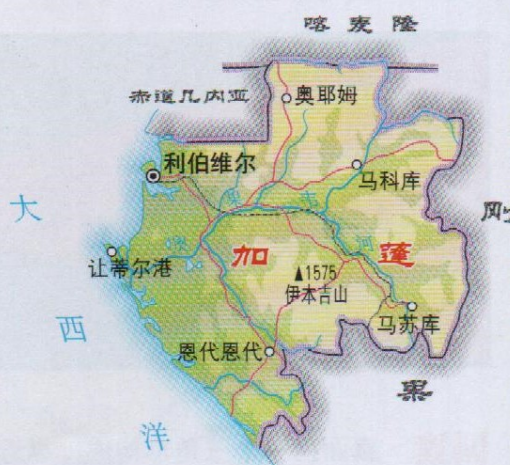 喀麦隆
赤道几内亚
奥耶姆
利伯维尔
马科库
大
西
洋
让蒂尔港
加蓬
▲1575
伊本吉山
马苏库
恩代恩代
河
果